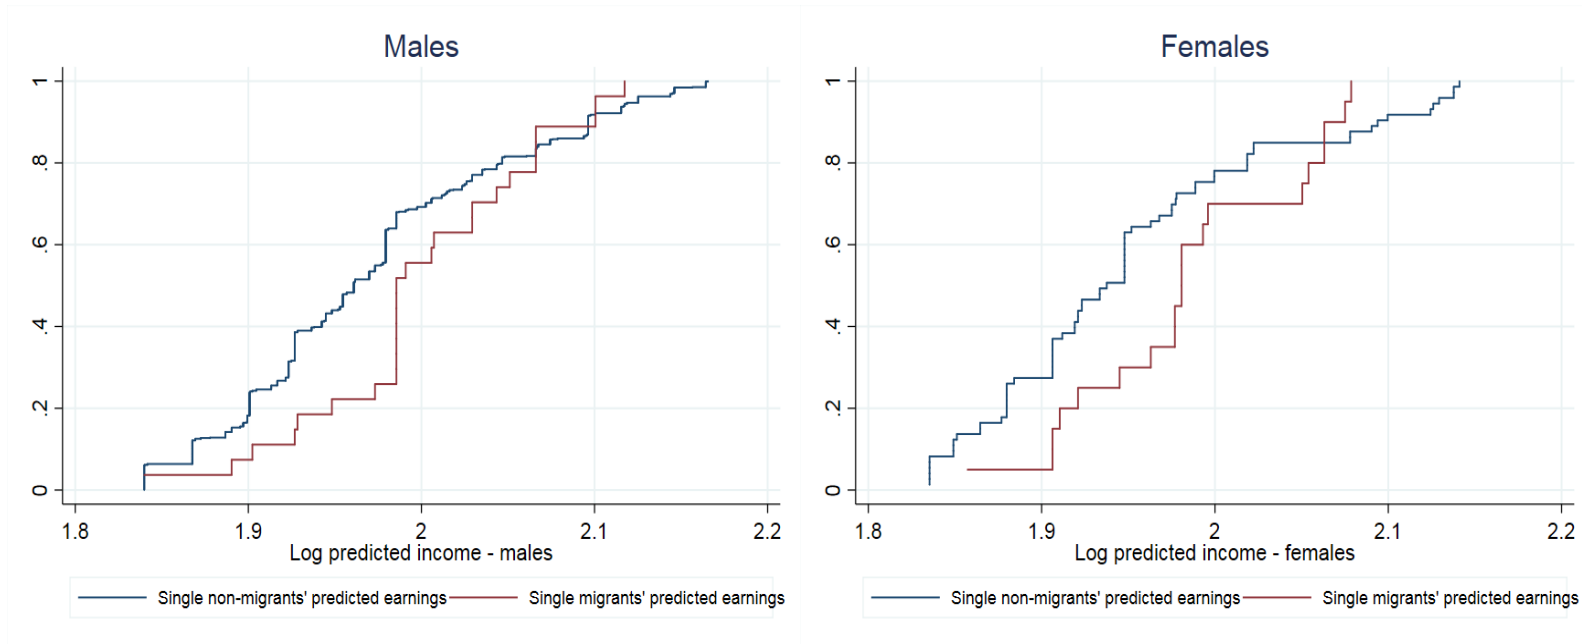 Males
1
.8
.6
.4
.2
0
1.8 1.9 2 2.1 2.2
Log predicted income - males
Single non-migrants' predicted earnings Single migrants' predicted earnings
Females
1
.8
.6
.4
.2
0
1.8 1.9 2 2.1 2.2
Log predicted income - females
Single non-migrants' predicted earnings Single migrants' predicted earnings